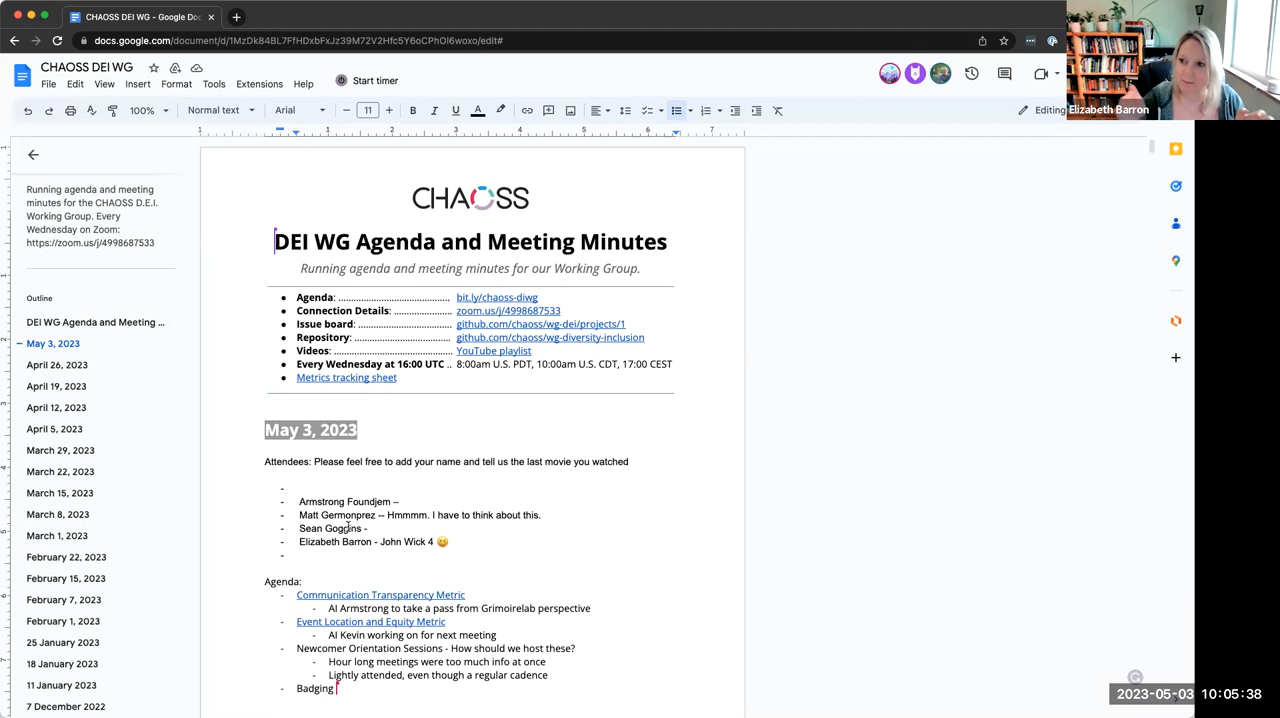 CHAOSS DEI WG - Google Doc
docs.google.com/document/d/1MzDk84BL7FfHDxbFxJz39M72V2Hfc5Y6oCPhOl6woxo/edit#
CHAOSS DEI WG
File Edit View Insert Format Tools Extensions Help
Start timer
100% Normal text Arial 11 B I U A Editing
Elizabeth Barron
1 1 2 3 4 5 6 7
Running agenda and meeting
minutes for the CHAOSS D.E.I.
Working Group. Every
Wednesday on Zoom:
https://zoom.us/j/4998687533
Outline
DEI WG Agenda and Meeting ...
May 3, 2023
April 26, 2023
April 19, 2023
April 12, 2023
April 5, 2023
March 29, 2023
March 22, 2023
March 15, 2023
March 8, 2023
March 1, 2023
February 22, 2023
February 15, 2023
February 7, 2023
February 1, 2023
25 January 2023
18 January 2023
11 January 2023
7 December 2022
CHAOSS
DEI WG Agenda and Meeting Minutes
Running agenda and meeting minutes for our Working Group.
● Agenda: .......................................... bit.ly/chaoss-diwg
● Connection Details: ...................... zoom.us/j/4998687533
● Issue board: .................................... github.com/chaoss/wg-dei/projects/1
● Repository: ..................................... github.com/chaoss/wg-diversity-inclusion
● Videos: ............................................ YouTube playlist
● Every Wednesday at 16:00 UTC .. 8:00am U.S. PDT, 10:00am U.S. CDT, 17:00 CEST
● Metrics tracking sheet
May 3, 2023
Attendees: Please feel free to add your name and tell us the last movie you watched
-
- Armstrong Foundjem –
- Matt Germonprez -- Hmmmm. I have to think about this.
- Sean Goggins -
- Elizabeth Barron - John Wick 4 😀
-
Agenda:
- Communication Transparency Metric
- AI Armstrong to take a pass from Grimoirelab perspective
- Event Location and Equity Metric
- AI Kevin working on for next meeting
- Newcomer Orientation Sessions - How should we host these?
- Hour long meetings were too much info at once
- Lightly attended, even though a regular cadence
- Badging
2023-05-03 10:05:38